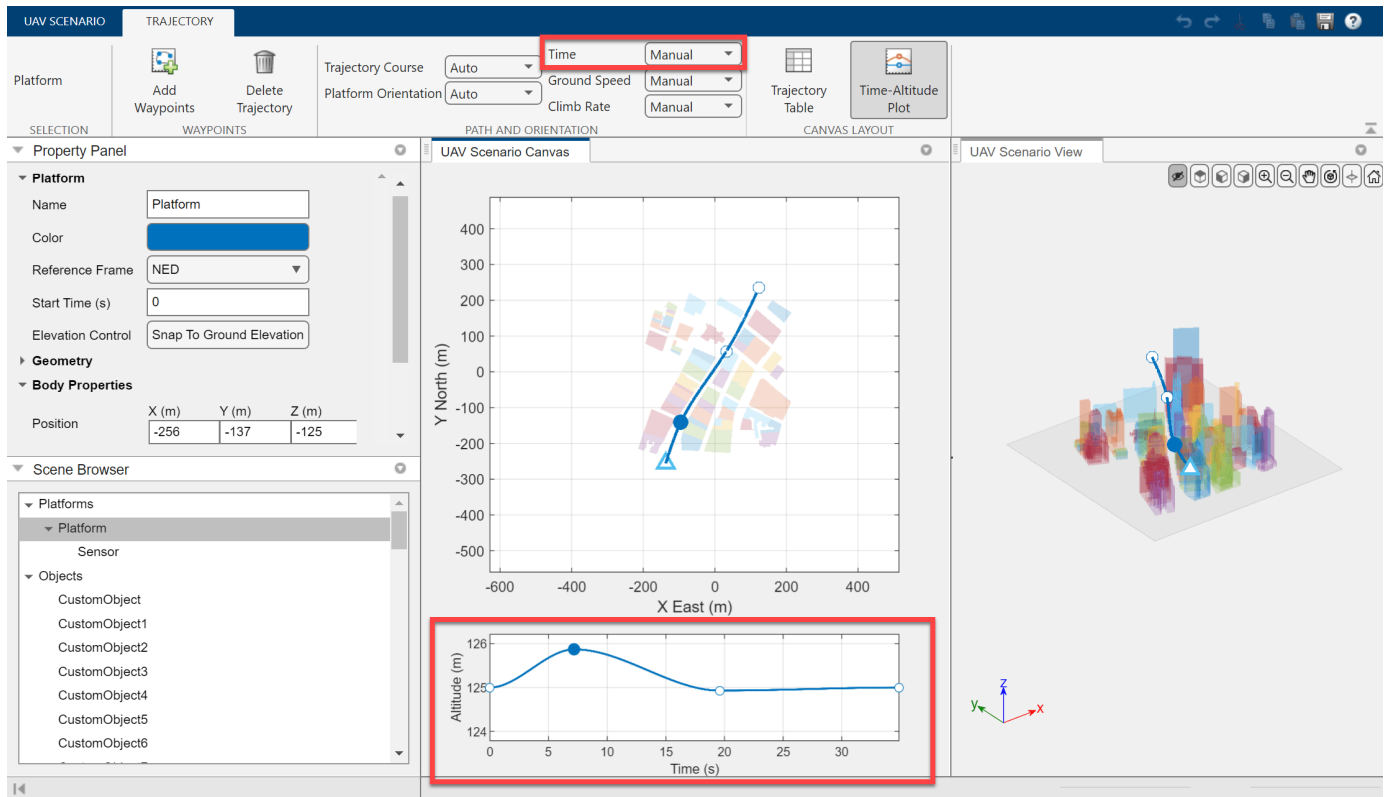 UAV SCENARIO TRAJECTORY
Platform
Add Waypoints
Delete Trajectory
Trajectory Course Auto
Platform Orientation Auto
Time Manual
Ground Speed Manual
Climb Rate Manual
Trajectory Table
Time-Altitude Plot
SELECTION WAYPOINTS PATH AND ORIENTATION CANVAS LAYOUT
Property Panel
Platform
Name Platform
Color
Reference Frame NED
Start Time (s) 0
Elevation Control Snap To Ground Elevation
Geometry
Body Properties
X (m) Y (m) Z (m)
Position -256 -137 -125
Scene Browser
Platforms
Platform
Sensor
Objects
CustomObject
CustomObject1
CustomObject2
CustomObject3
CustomObject4
CustomObject5
CustomObject6
UAV Scenario Canvas
400
300
200
100
0
-100
-200
-300
-400
-500
Y North (m)
-600 -400 -200 0 200 400
X East (m)
126
125
124
Altitude (m)
0 5 10 15 20 25 30
Time (s)
UAV Scenario View
z
y x